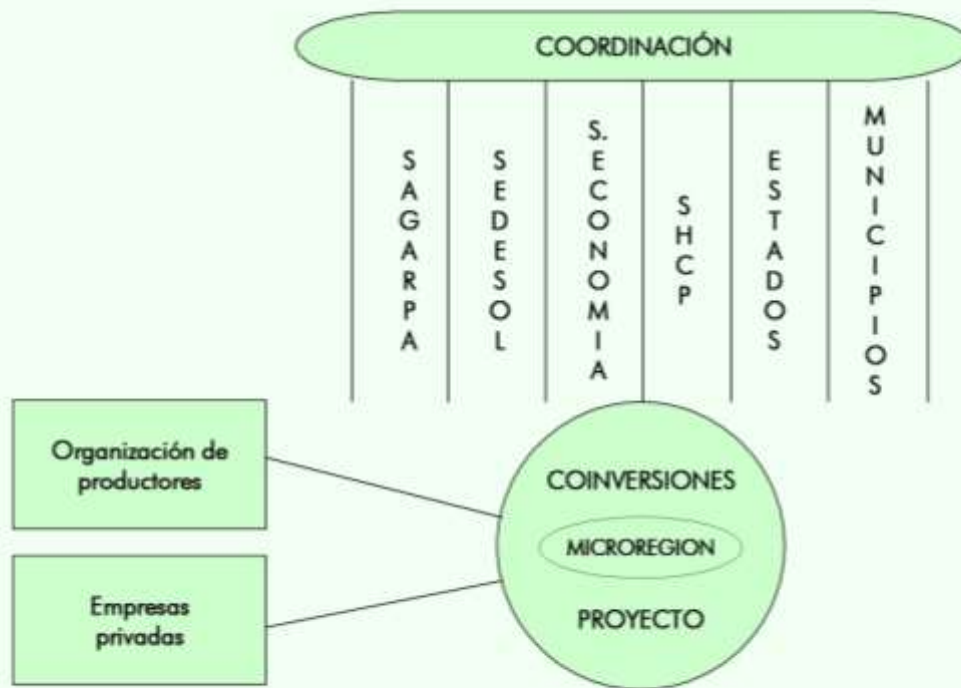 COORDINACIÓN
SAGARPA
SEDESOL
S. ECONOMIA
SHCP
ESTADOS
MUNICIPIOS
Organización de
productores
Empresas
privadas
COINVERSIONES
MICROREGION
PROYECTO